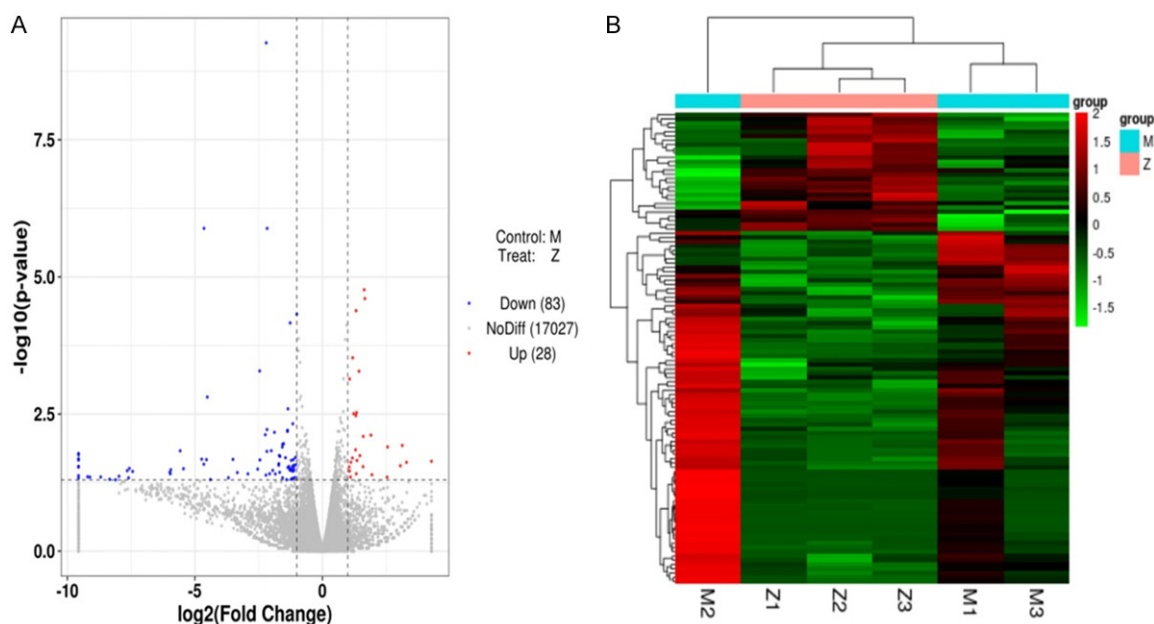 A
-log10(p-value)
7.5
5.0
2.5
0.0
-10
-5
0
log2(Fold Change)
Control: M
Treat: Z
Down (83)
NoDiff (17027)
Up (28)
B
group
2
1.5
1
0.5
0
-0.5
-1
-1.5
group
M
Z
M2
Z1
Z2
Z3
M1
M3